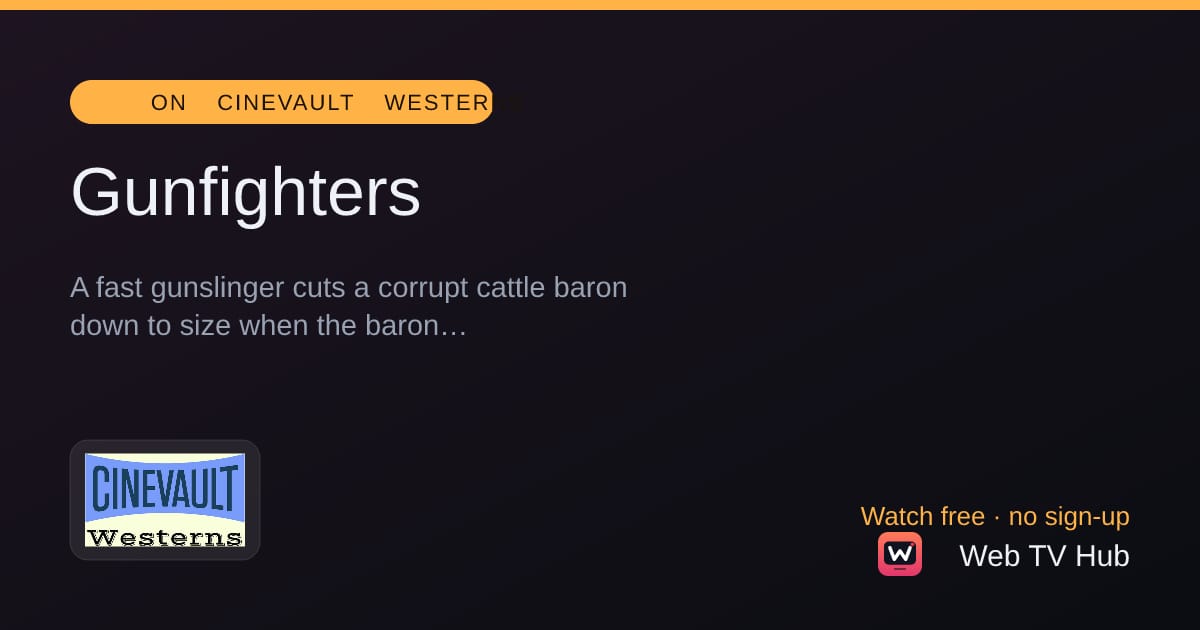 ON CINEVAULT WESTER
Gunfighters
A fast gunslinger cuts a corrupt cattle baron
down to size when the baron…
CINEVAULT
Westerns
Watch free · no sign-up
W
Web TV Hub